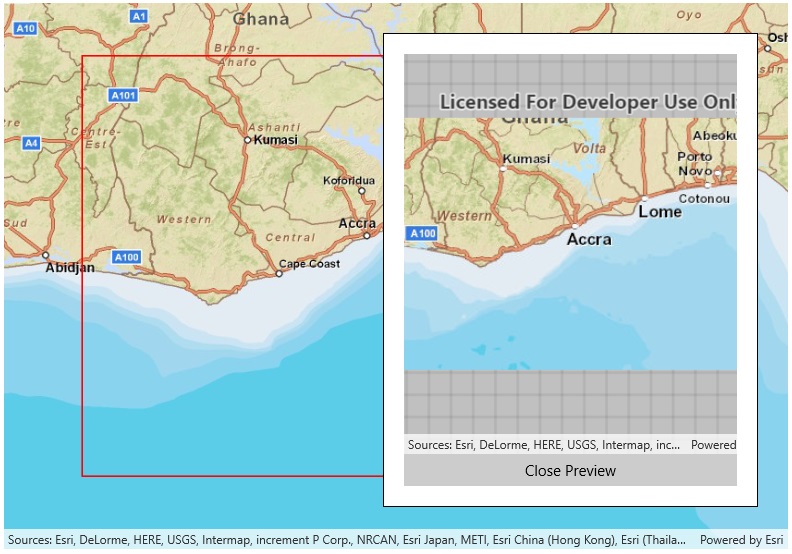 A10
A1
Ghana
Brong-
Ahafo
Oyo
Osh
sun
A101
A4
Centre-
Est
Ashanti
Kumasi
Koforidua
Western
Sud
Central
Accra
A100
Abidjan
Cape Coast
Licensed For Developer Use Onl
Ghana
Volta
Abeoku
Kumasi
Porto
Novo
Cotonou
Western
Lome
A100
Accra
Sources: Esri, DeLorme, HERE, USGS, Intermap, inc...
Powered
Close Preview
Sources: Esri, DeLorme, HERE, USGS, Intermap, increment P Corp., NRCAN, Esri Japan, METI, Esri China (Hong Kong), Esri (Thaila...
Powered by Esri